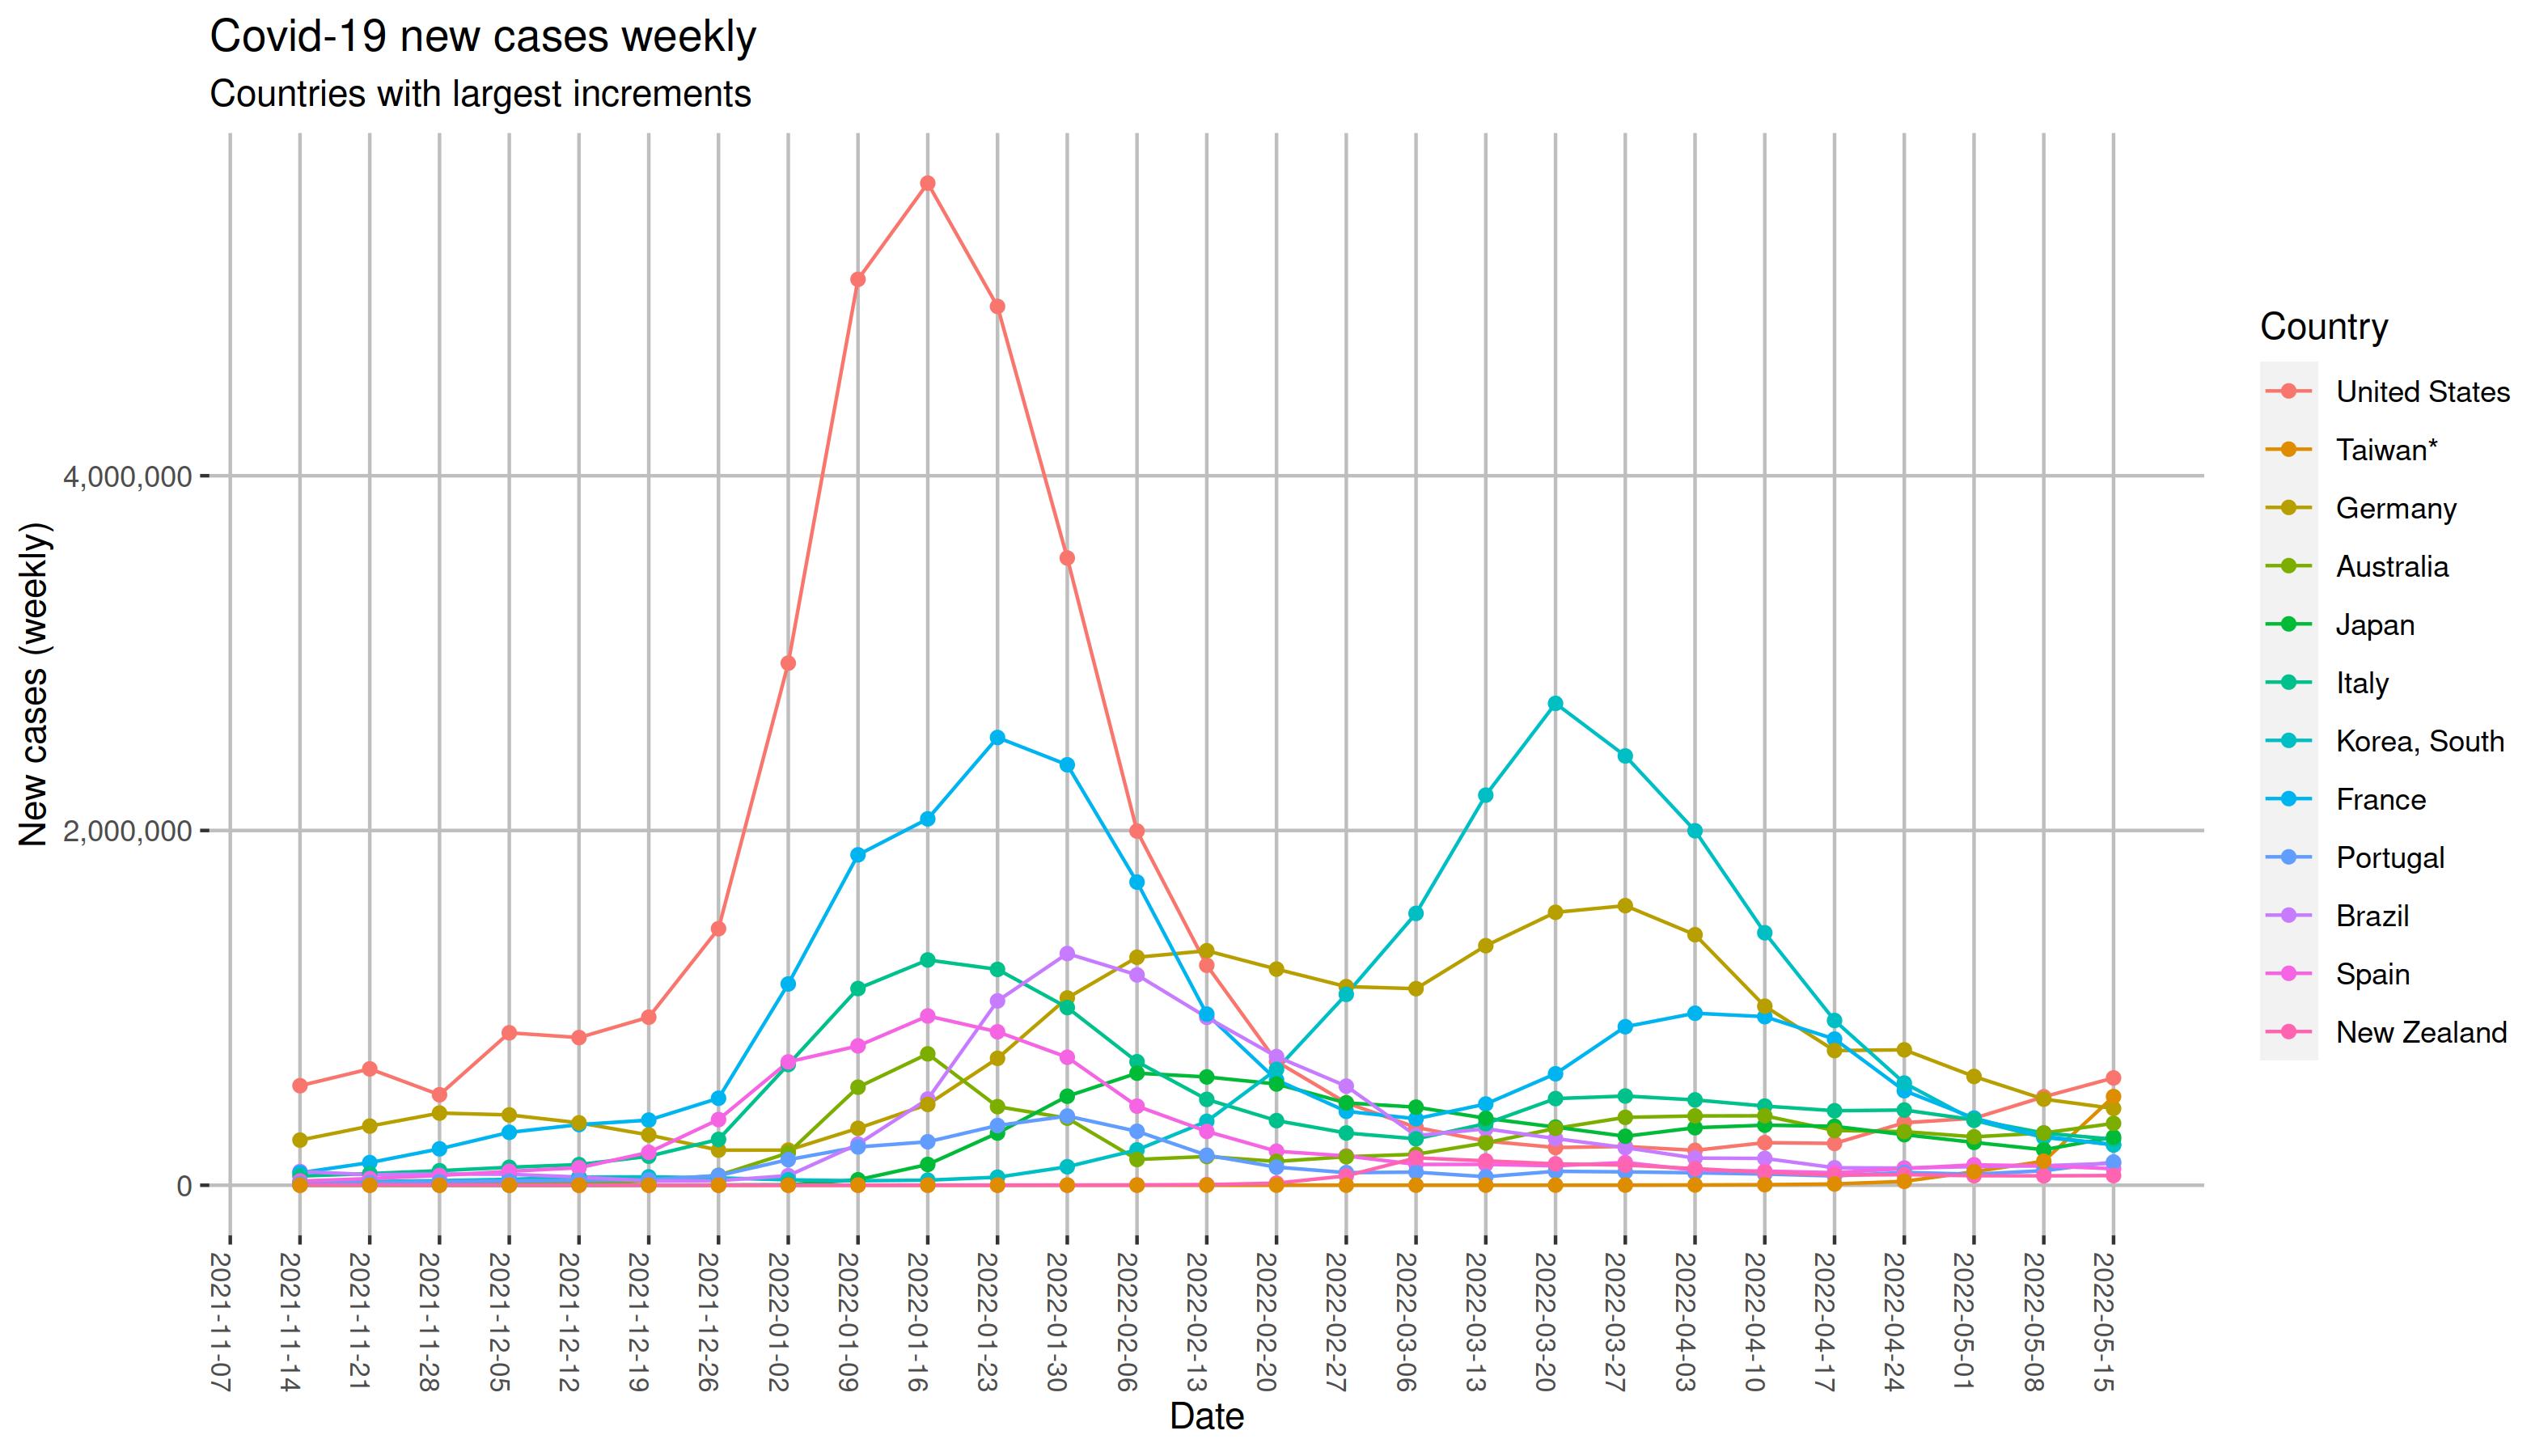 Covid-19 new cases weekly
Countries with largest increments
New cases (weekly)
4,000,000
2,000,000
0
2021-11-07
2021-11-14
2021-11-21
2021-11-28
2021-12-05
2021-12-12
2021-12-19
2021-12-26
2022-01-02
2022-01-09
2022-01-16
2022-01-23
2022-01-30
2022-02-06
2022-02-13
2022-02-20
2022-02-27
2022-03-06
2022-03-13
2022-03-20
2022-03-27
2022-04-03
2022-04-10
2022-04-17
2022-04-24
2022-05-01
2022-05-08
2022-05-15
Date
Country
United States
Taiwan*
Germany
Australia
Japan
Italy
Korea, South
France
Portugal
Brazil
Spain
New Zealand